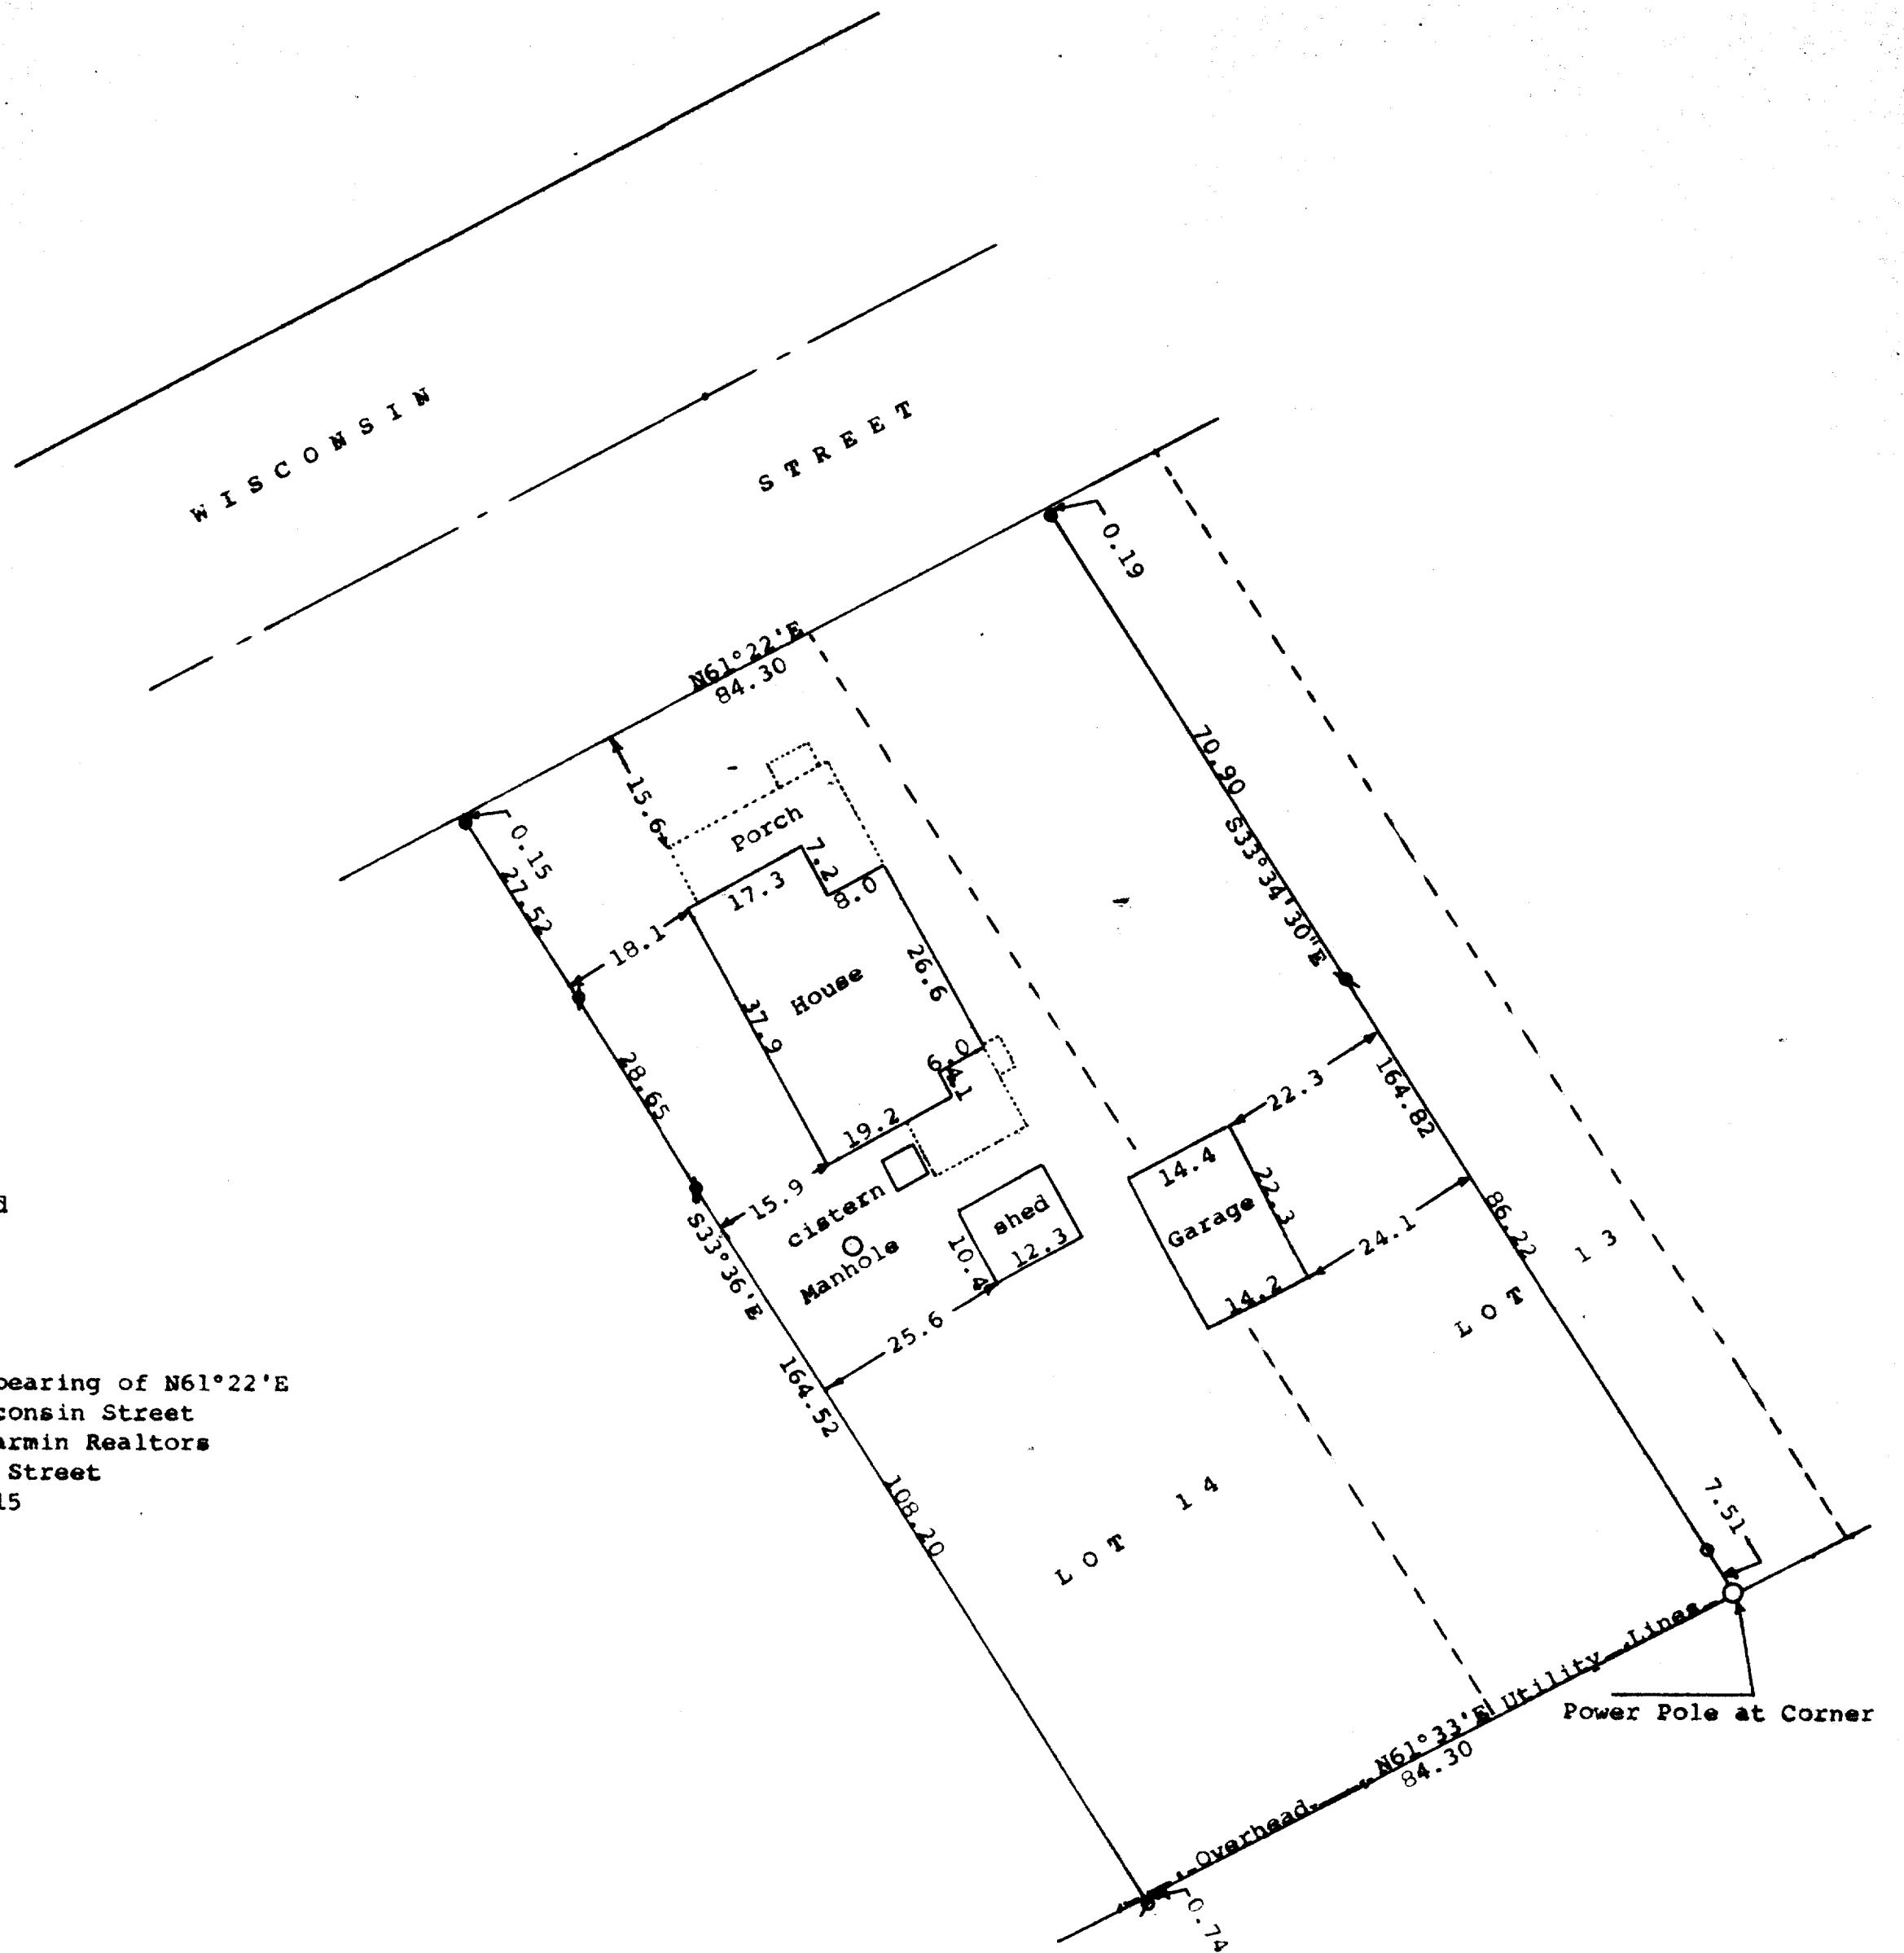 WISCONSIN
STREET
0.19
N61°22'E
84.30
15.6
Porch
0.15
27.52
7.2
17.3
8.0
18.1
70.90
S33°34'30"E
House
26.6
37.9
28.65
6.0
4.1
19.2
22.3
164.82
15.9
Cistern
14.4
22.3
Garage
shed
10.4
12.3
Manhole
24.1
86.22
14.2
S33°36'E
25.6
LOT 13
164.52
LOT 14
108.20
7.51
bearing of N61°22'E
Street
Realtors
Street
15
Overhead
N61°33'E
84.30
Utility Lines
Power Pole at Corner
0.74